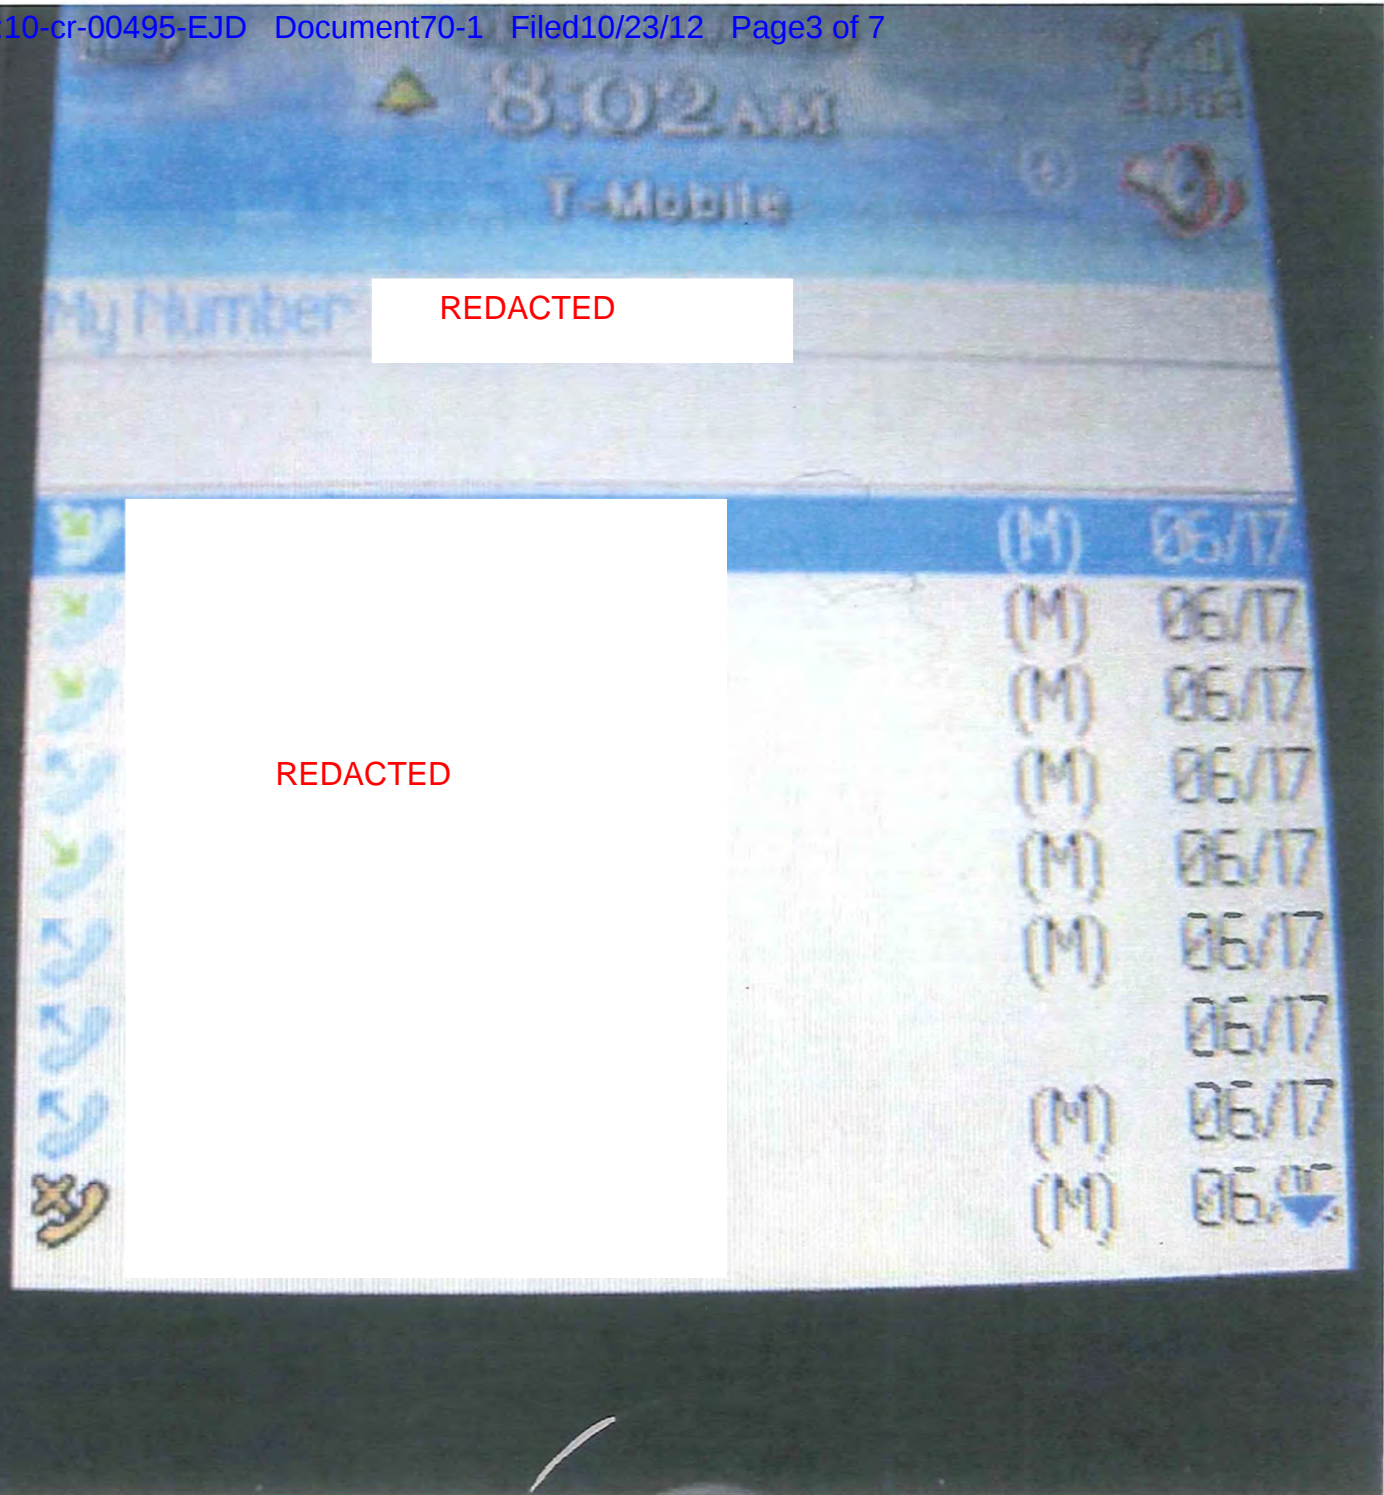 :10-cr-00495-EJD Document70-1 Filed10/23/12 Page3 of 7
8:02AM
T-Mobile
My Number
REDACTED
(M) 06/17
(M) 06/17
(M) 06/17
REDACTED
(M) 06/17
(M) 06/17
(M) 06/17
06/17
(M) 06/17
(M) 06/